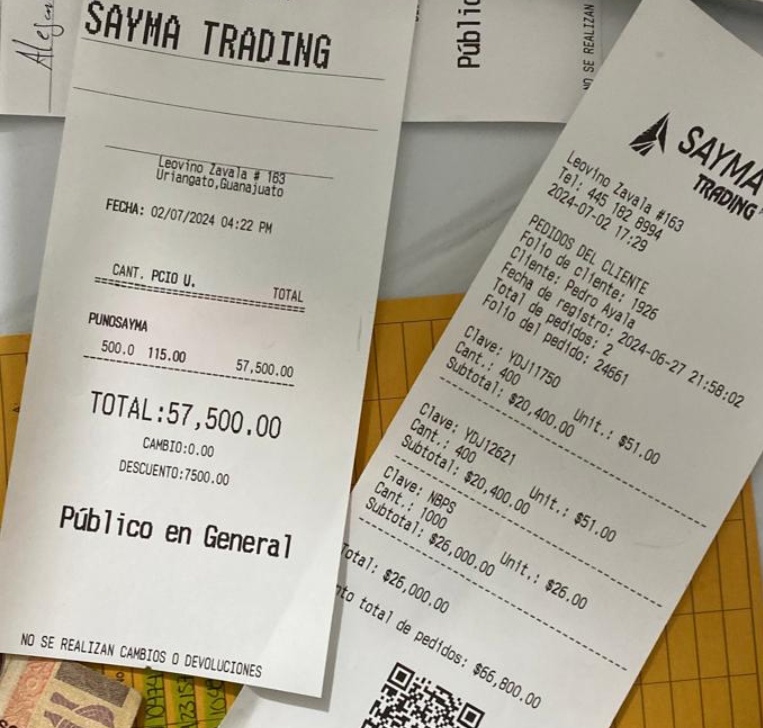 SAYMA TRADING
Leovino Zavala # 163
Uriangato,Guanajuato
FECHA: 02/07/2024 04:22 PM
CANT. PCIO U. TOTAL
PUNOSAYMA
500.0 115.00 57,500.00
TOTAL:57,500.00
CAMBIO:0.00
DESCUENTO:7500.00
Público en General
NO SE REALIZAN CAMBIOS O DEVOLUCIONES
SAYMA
TRADING
Leovino Zavala #163
Tel: 445 182 8994
2024-07-02 17:29
PEDIDOS DEL CLIENTE
Folio de cliente: 1926
Cliente: Pedro Ayala
Fecha de registro: 2024-06-27 21:58:02
Total de pedidos: 2
Folio del pedido: 24661
Clave: YDJ11750
Cant.: 400 Unit.: $51.00
Subtotal: $20,400.00
Clave: YDJ12621
Cant.: 400 Unit.: $51.00
Subtotal: $20,400.00
Clave: NBPS
Cant.: 1000 Unit.: $26.00
Subtotal: $26,000.00
Total: $26,000.00
total de pedidos: $66,800.00
Públic
NO SE REALIZAN